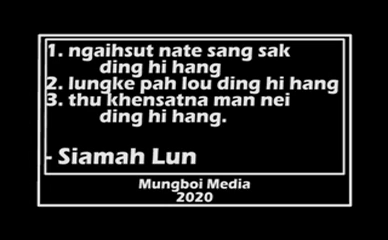 1. ngaihsut nate sang sak
ding hi hang
2. lungke pah lou ding hi hang
3. thu khensatna man nei
ding hi hang.
- Siamah Lun
Mungboi Media
2020